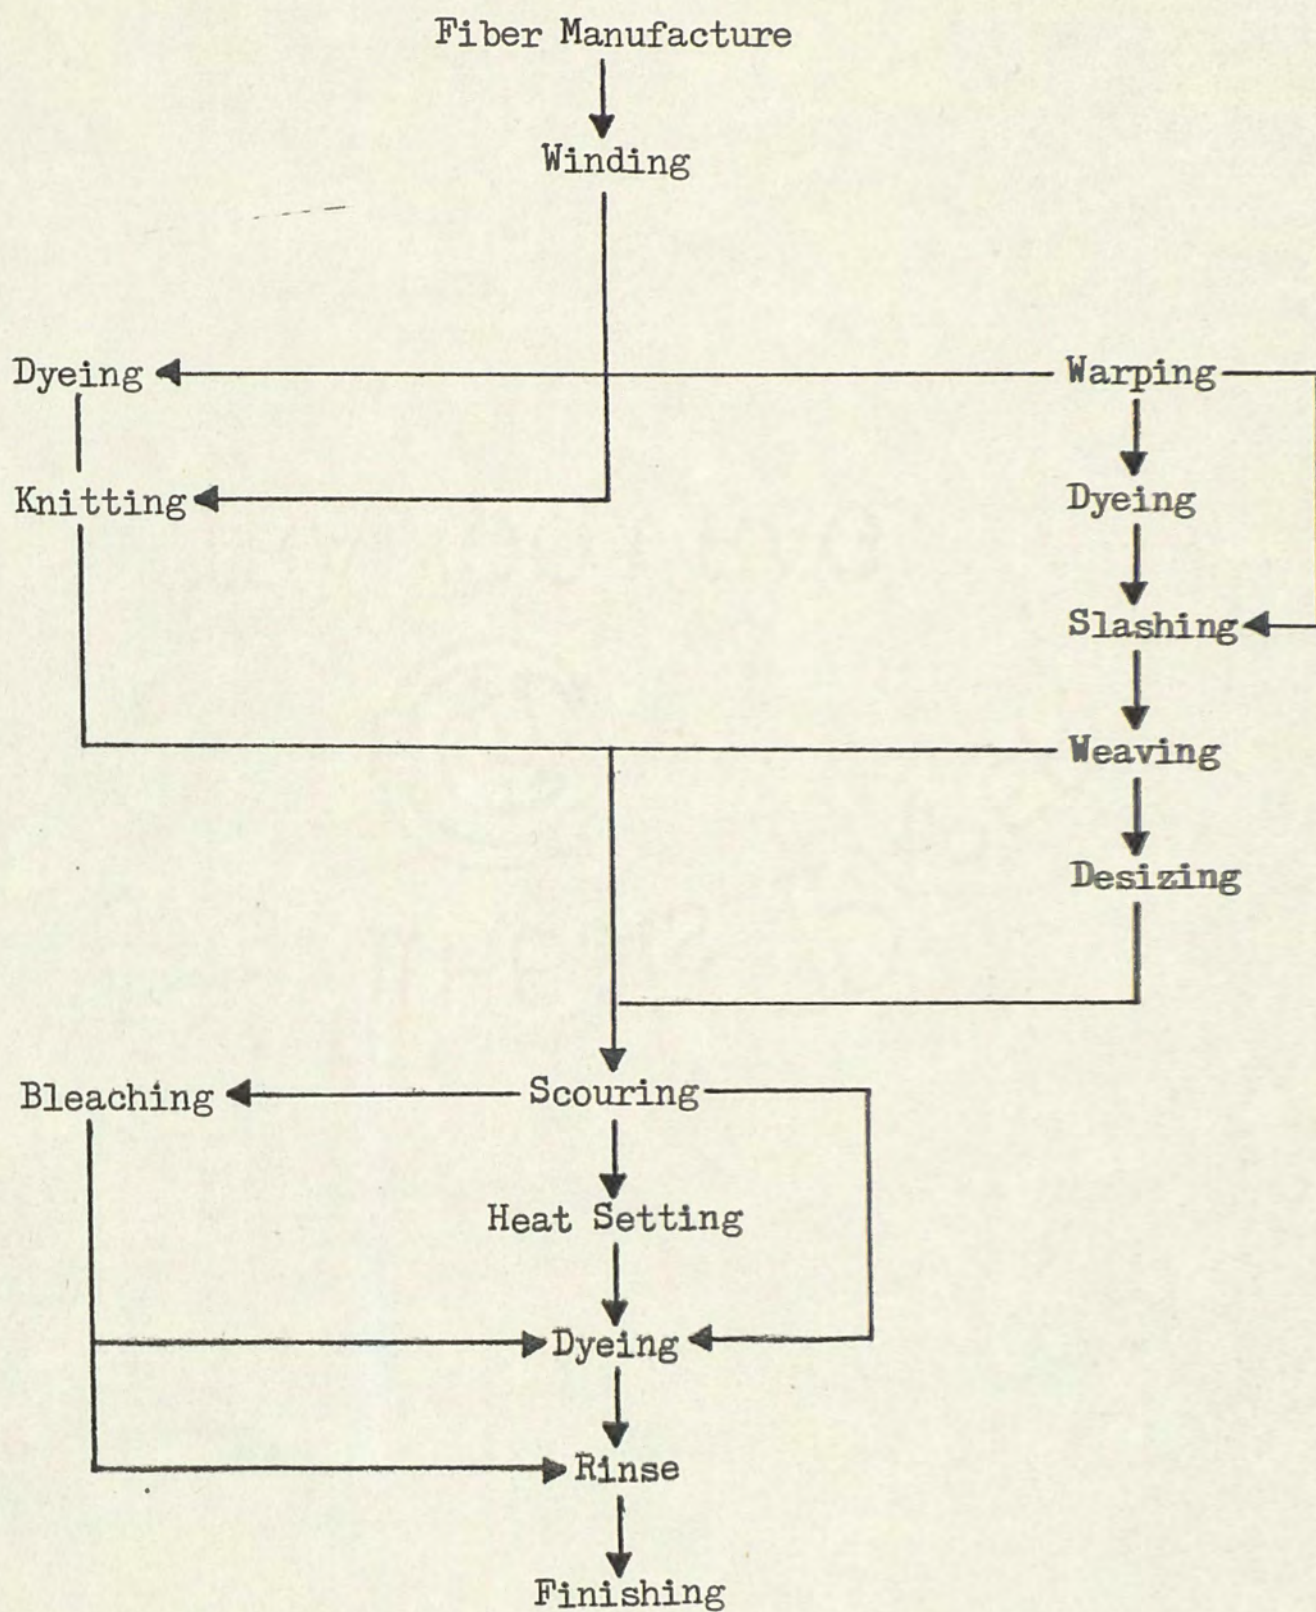 Fiber Manufacture
Winding
Dyeing
Warping
Knitting
Dyeing
Slashing
Weaving
Desizing
Bleaching
Scouring
Heat Setting
Dyeing
Rinse
Finishing